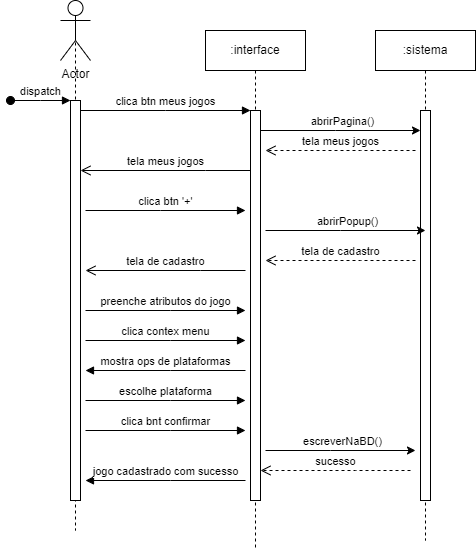 Actor
:interface
:sistema
dispatch
clica btn meus jogos
abrirPagina()
tela meus jogos
tela meus jogos
clica btn '+'
abrirPopup()
tela de cadastro
tela de cadastro
preenche atributos do jogo
clica contex menu
mostra ops de plataformas
escolhe plataforma
clica bnt confirmar
escreverNaBD()
sucesso
jogo cadastrado com sucesso